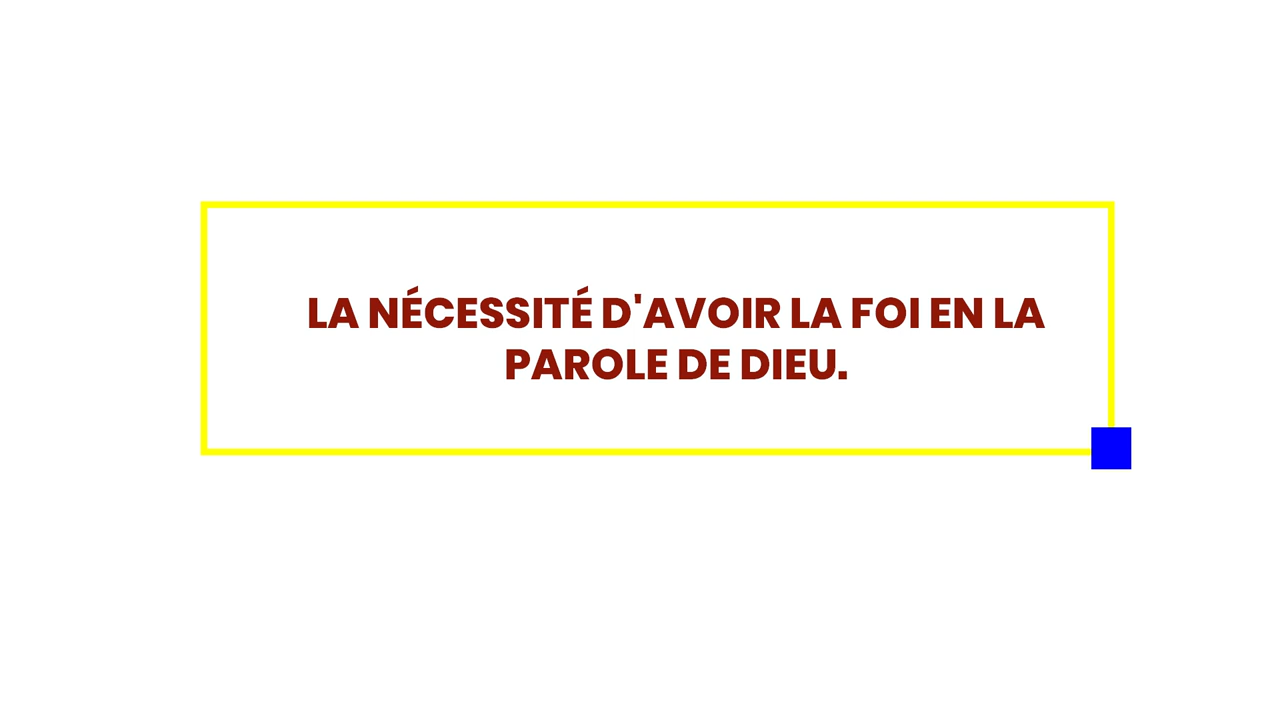 LA NÉCESSITÉ D'AVOIR LA FOI EN LA
PAROLE DE DIEU.